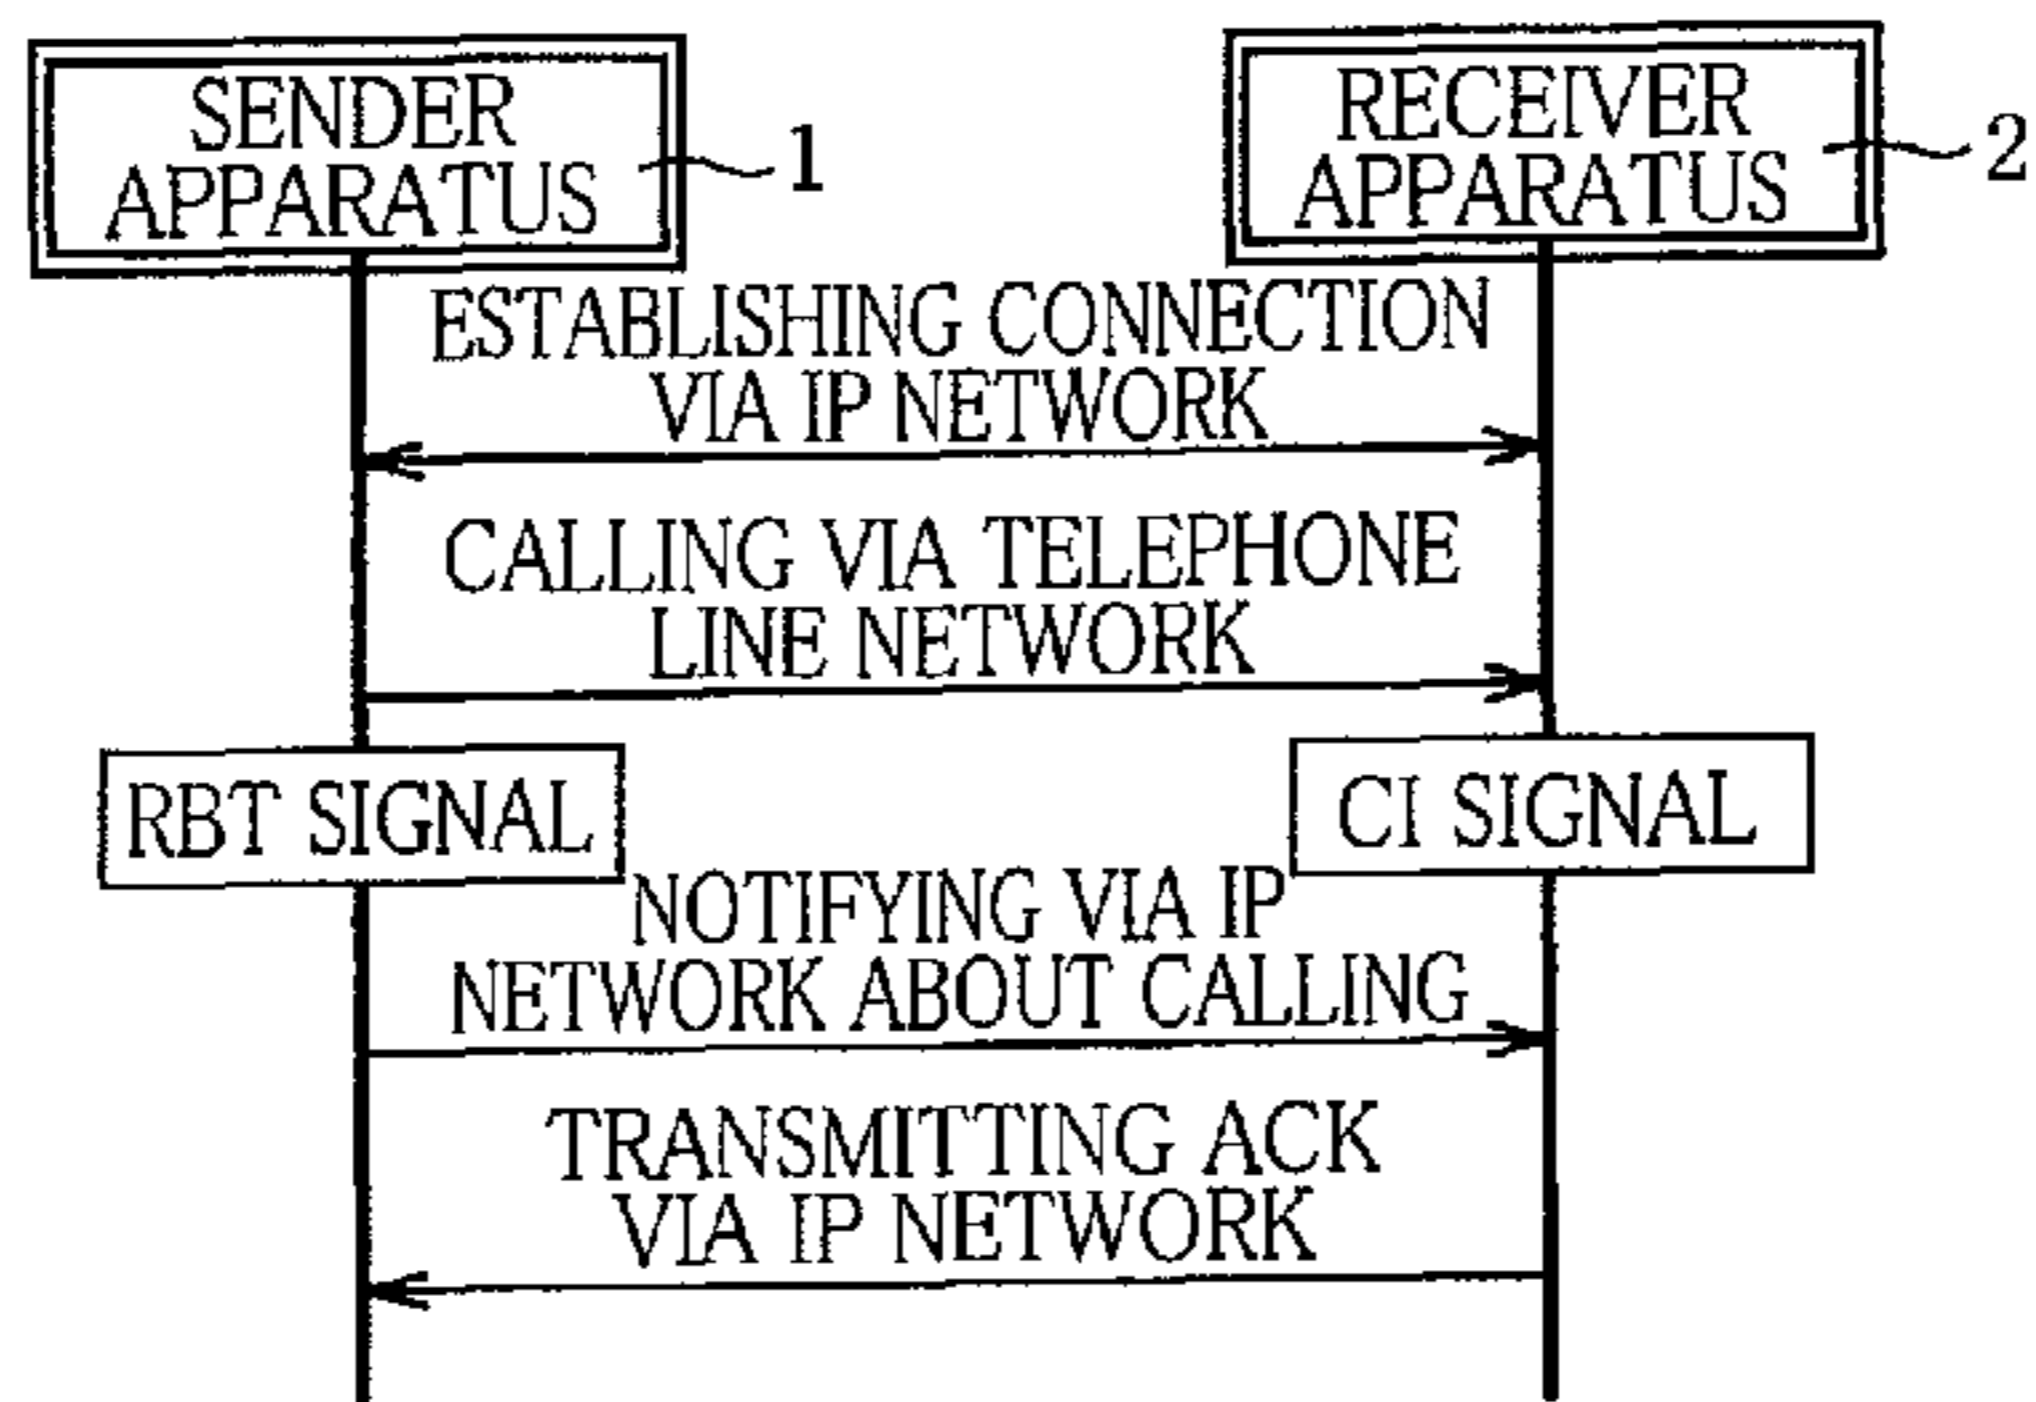 SENDER
APPARATUS
1
RECEIVER
APPARATUS
2
ESTABLISHING CONNECTION
VIA IP NETWORK
CALLING VIA TELEPHONE
LINE NETWORK
RBT SIGNAL
CI SIGNAL
NOTIFYING VIA IP
NETWORK ABOUT CALLING
TRANSMITTING ACK
VIA IP NETWORK